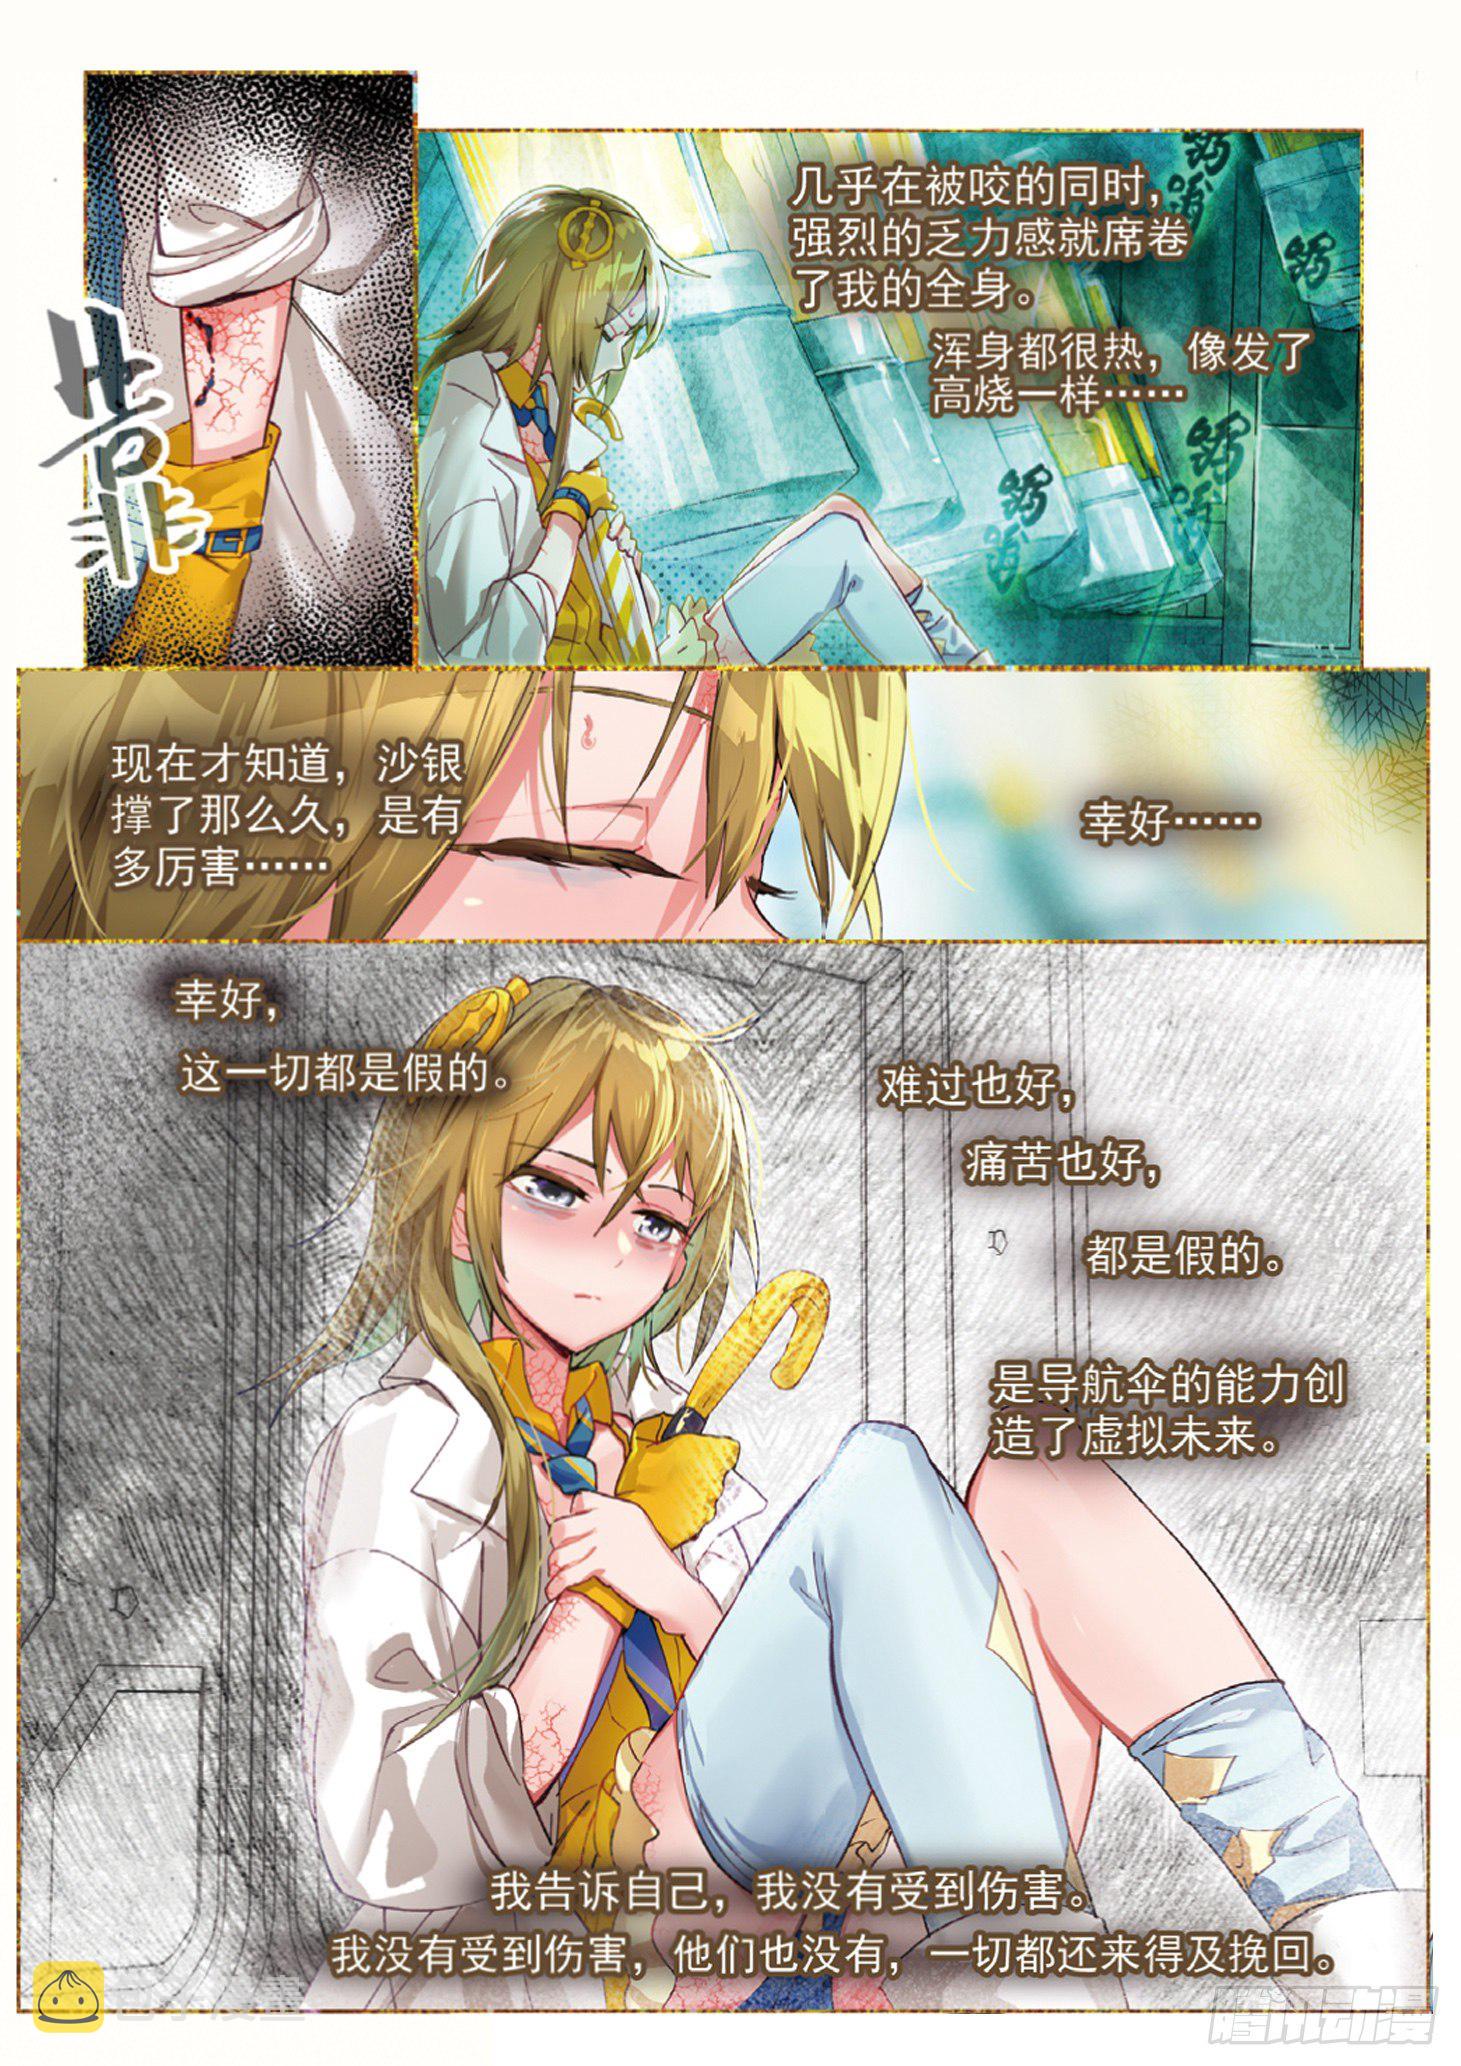 靠
几乎在被咬的同时，
强烈的乏力感就席卷
了我的全身。
浑身都很热，像发了
高烧一样……
现在才知道，沙银
撑了那么久，是有
多厉害……
幸好……
幸好，
这一切都是假的。
难过也好，
痛苦也好，
都是假的。
是导航伞的能力创
造了虚拟未来。
我告诉自己，我没有受到伤害。
我没有受到伤害，他们也没有，一切都还来得及挽回。
腾讯动漫